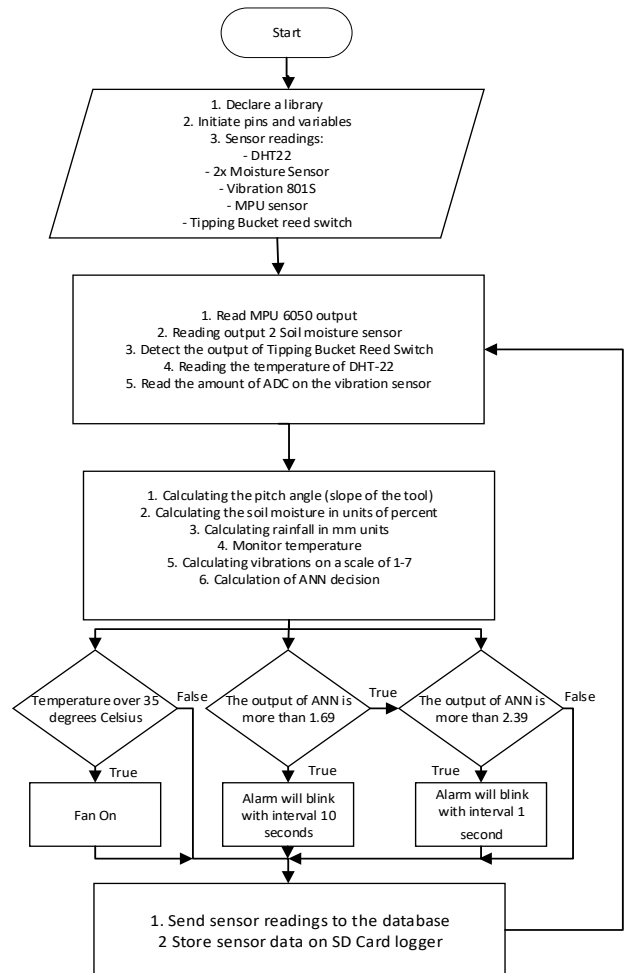 Start
1. Declare a library
2. Initiate pins and variables
3. Sensor readings:
- DHT22
- 2x Moisture Sensor
- Vibration 801S
- MPU sensor
- Tipping Bucket reed switch
1. Read MPU 6050 output
2. Reading output 2 Soil moisture sensor
3. Detect the output of Tipping Bucket Reed Switch
4. Reading the temperature of DHT-22
5. Read the amount of ADC on the vibration sensor
1. Calculating the pitch angle (slope of the tool)
2. Calculating the soil moisture in units of percent
3. Calculating rainfall in mm units
4. Monitor temperature
5. Calculating vibrations on a scale of 1-7
6. Calculation of ANN decision
Temperature over 35
degrees Celsius
False
True
Fan On
The output of ANN is
more than 1.69
True
True
Alarm will blink
with interval 10
seconds
The output of ANN is
more than 2.39
False
True
Alarm will blink
with interval 1
second
1. Send sensor readings to the database
2 Store sensor data on SD Card logger